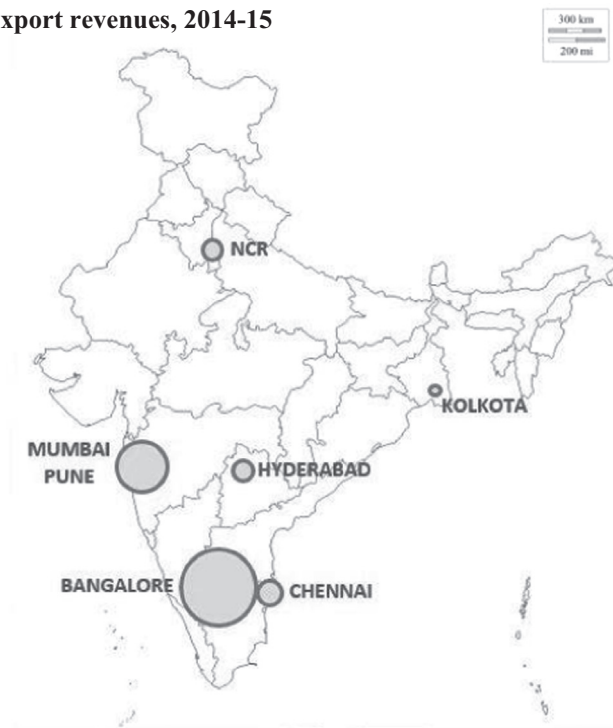 xport revenues, 2014-15
300 km
200 mi
NCR
KOLKOTA
MUMBAI
PUNE
HYDERABAD
BANGALORE
CHENNAI